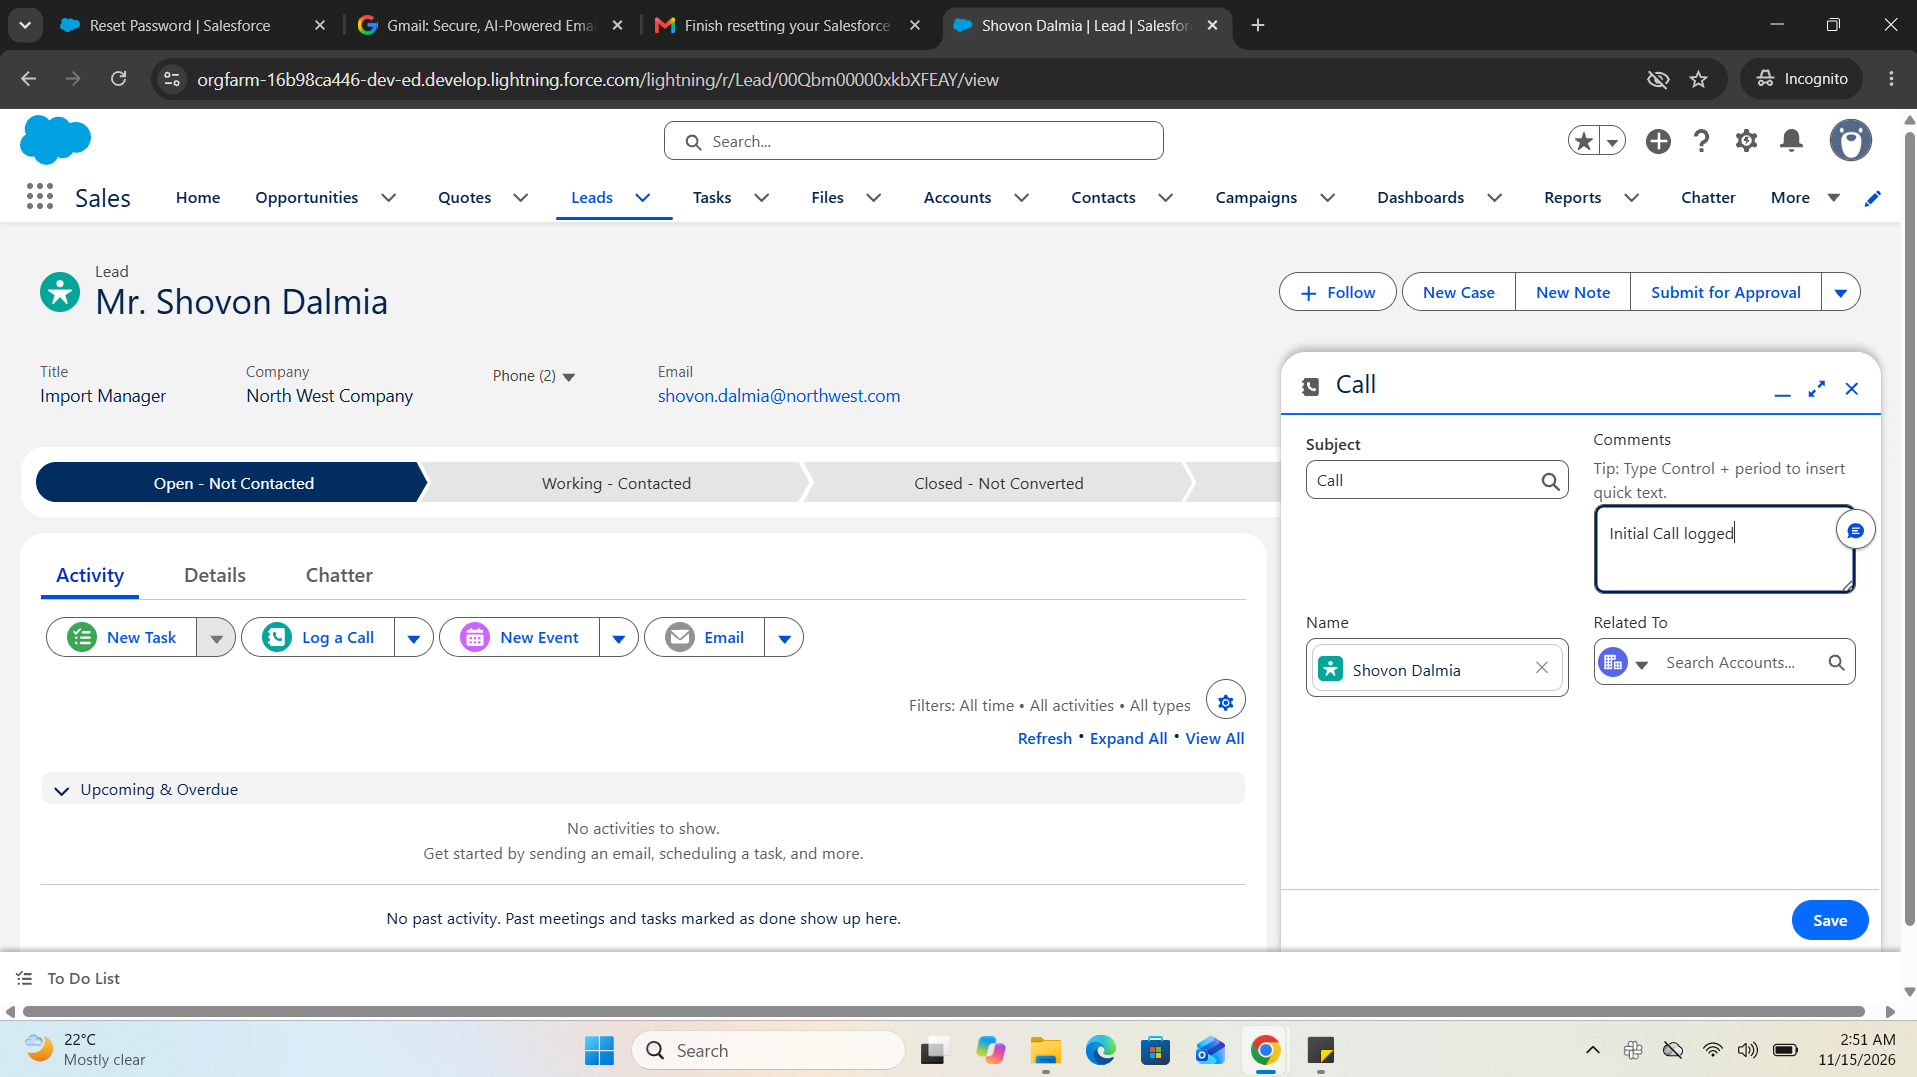 Reset Password | Salesforce
Gmail: Secure, AI-Powered Emai
Finish resetting your Salesforce
Shovon Dalmia | Lead | Salesfor
orgfarm-16b98ca446-dev-ed.develop.lightning.force.com/lightning/r/Lead/00Qbm00000xkbXFEAY/view
Incognito
Search...
Sales
Home
Opportunities
Quotes
Leads
Tasks
Files
Accounts
Contacts
Campaigns
Dashboards
Reports
Chatter
More
Lead
Mr. Shovon Dalmia
Follow
New Case
New Note
Submit for Approval
Title
Import Manager
Company
North West Company
Phone (2)
Email
shovon.dalmia@northwest.com
Open - Not Contacted
Working - Contacted
Closed - Not Converted
Activity
Details
Chatter
New Task
Log a Call
New Event
Email
Filters: All time • All activities • All types
Refresh • Expand All • View All
Upcoming & Overdue
No activities to show.
Get started by sending an email, scheduling a task, and more.
No past activity. Past meetings and tasks marked as done show up here.
Call
Subject
Call
Comments
Tip: Type Control + period to insert
quick text.
Initial Call logged
Name
Shovon Dalmia
Related To
Search Accounts...
Save
To Do List
22°C
Mostly clear
Search
2:51 AM
11/15/2026